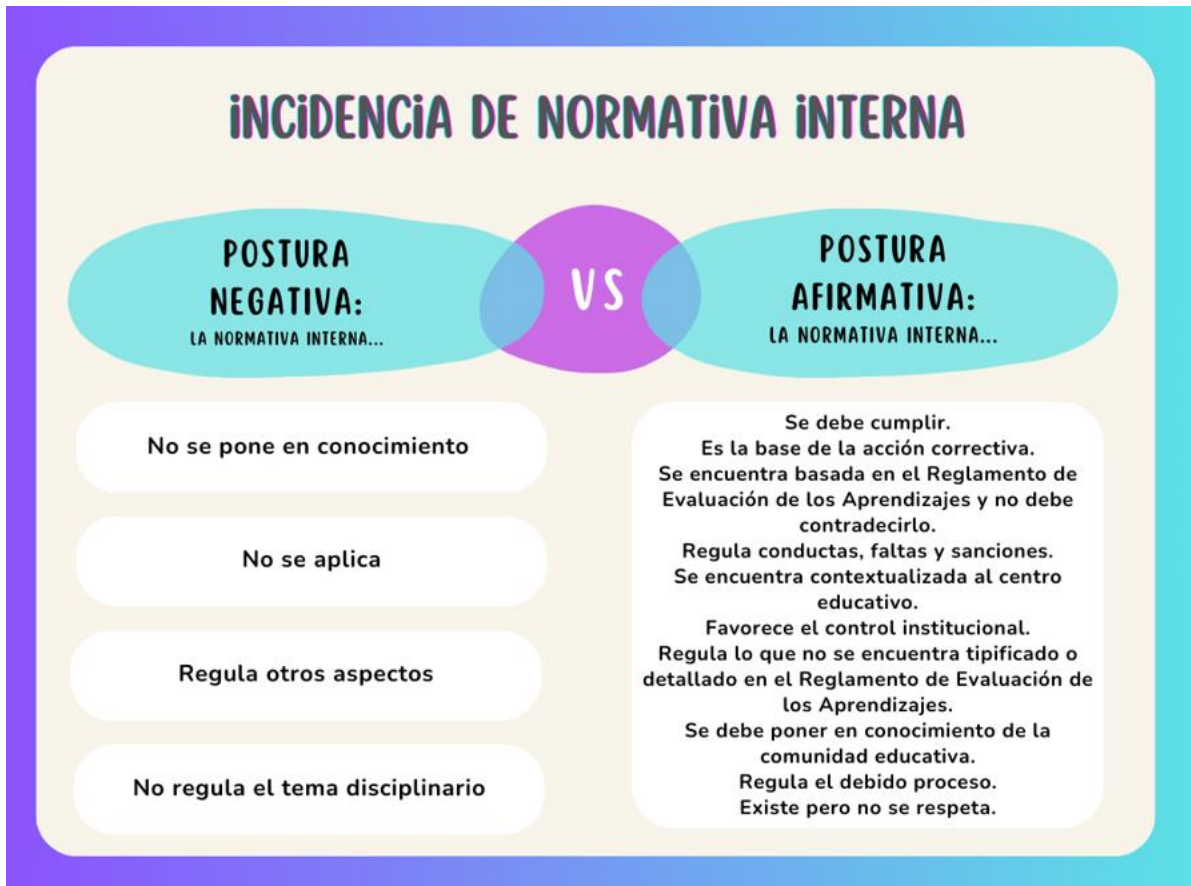 iNCiDENCiA DE NORMATiVA iNTERNA
POSTURA
NEGATIVA:
LA NORMATIVA INTERNA...
VS
POSTURA
AFIRMATIVA:
LA NORMATIVA INTERNA...
No se pone en conocimiento
No se aplica
Regula otros aspectos
No regula el tema disciplinario
Se debe cumplir.
Es la base de la acción correctiva.
Se encuentra basada en el Reglamento de
Evaluación de los Aprendizajes y no debe
contradecirlo.
Regula conductas, faltas y sanciones.
Se encuentra contextualizada al centro
educativo.
Favorece el control institucional.
Regula lo que no se encuentra tipificado o
detallado en el Reglamento de Evaluación de
los Aprendizajes.
Se debe poner en conocimiento de la
comunidad educativa.
Regula el debido proceso.
Existe pero no se respeta.